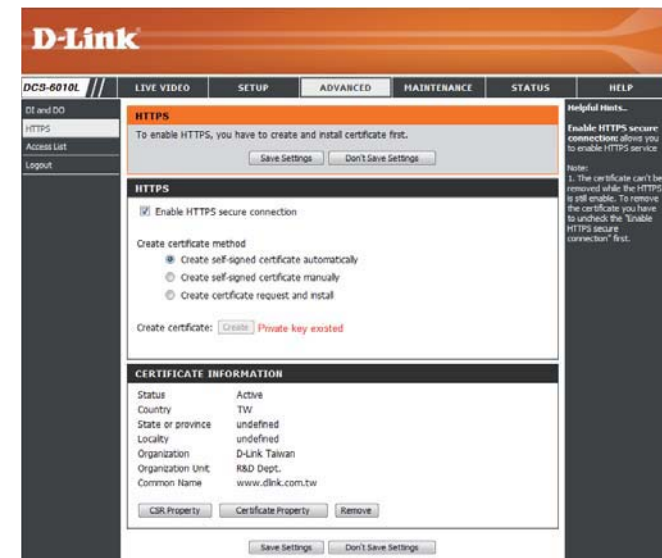 D-Link
DCS-6010L // LIVE VIDEO SETUP ADVANCED MAINTENANCE STATUS HELP
DI and DO
HTTPS
Access List
Logout
HTTPS
To enable HTTPS, you have to create and install certificate first.
Save Settings Don't Save Settings
HTTPS
Enable HTTPS secure connection
Create certificate method
Create self-signed certificate automatically
Create self-signed certificate manually
Create certificate request and install
Create certificate: Create Private key existed
CERTIFICATE INFORMATION
Status Active
Country TW
State or province undefined
Locality undefined
Organization D-Link Taiwan
Organization Unit R&D Dept.
Common Name www.dlink.com.tw
CSR Property Certificate Property Remove
Save Settings Don't Save Settings
Helpful Hints..
Enable HTTPS secure
connection: allows you
to enable HTTPS service
Note:
1. The certificate can't be
removed while the HTTPS
is still enable. To remove
the certificate you have
to uncheck the "Enable
HTTPS secure
connection" first.